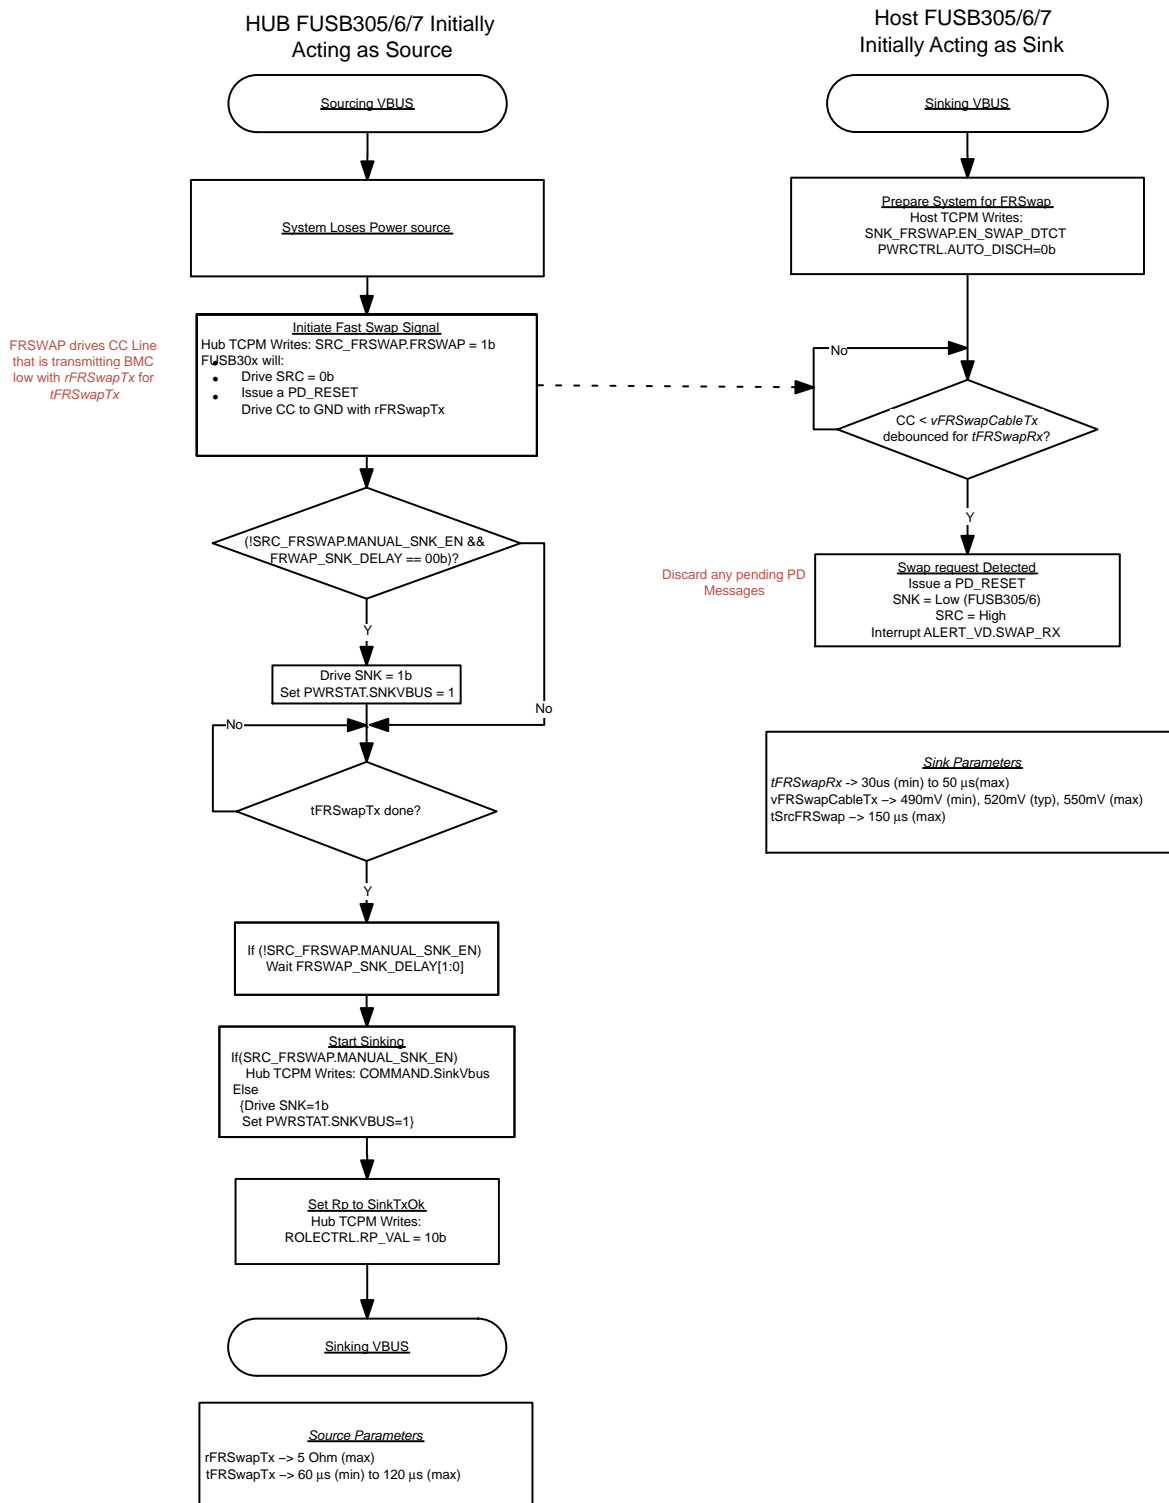 HUB FUSB305/6/7 Initially
Acting as Source
Sourcing VBUS
System Loses Power source
FRSWAP drives CC Line
that is transmitting BMC
low with rFRSwapTx for
tFRSwapTx
Initiate Fast Swap Signal
Hub TCPM Writes: SRC_FRSWAP.FRSWAP = 1b
FUSB30x will:
• Drive SRC = 0b
• Issue a PD_RESET
• Drive CC to GND with rFRSwapTx
(!SRC_FRSWAP.MANUAL_SNK_EN &&
FRWAP_SNK_DELAY == 00b)?
Y
Drive SNK = 1b
Set PWRSTAT.SNKVBUS = 1
No
No
tFRSwapTx done?
Y
If (!SRC_FRSWAP.MANUAL_SNK_EN)
Wait FRSWAP_SNK_DELAY[1:0]
Start Sinking
If(SRC_FRSWAP.MANUAL_SNK_EN)
Hub TCPM Writes: COMMAND.SinkVbus
Else
{Drive SNK=1b
Set PWRSTAT.SNKVBUS=1}
Set Rp to SinkTxOk
Hub TCPM Writes:
ROLECTRL.RP_VAL = 10b
Sinking VBUS
Source Parameters
rFRSwapTx –> 5 Ohm (max)
tFRSwapTx –> 60 μs (min) to 120 μs (max)
Host FUSB305/6/7
Initially Acting as Sink
Sinking VBUS
Prepare System for FRSwap
Host TCPM Writes:
SNK_FRSWAP.EN_SWAP_DTCT
PWRCTRL.AUTO_DISCH=0b
No
CC < vFRSwapCableTx
debounced for tFRSwapRx?
Y
Discard any pending PD
Messages
Swap request Detected
Issue a PD_RESET
SNK = Low (FUSB305/6)
SRC = High
Interrupt ALERT_VD.SWAP_RX
Sink Parameters
tFRSwapRx -> 30us (min) to 50 μs(max)
vFRSwapCableTx –> 490mV (min), 520mV (typ), 550mV (max)
tSrcFRSwap –> 150 μs (max)